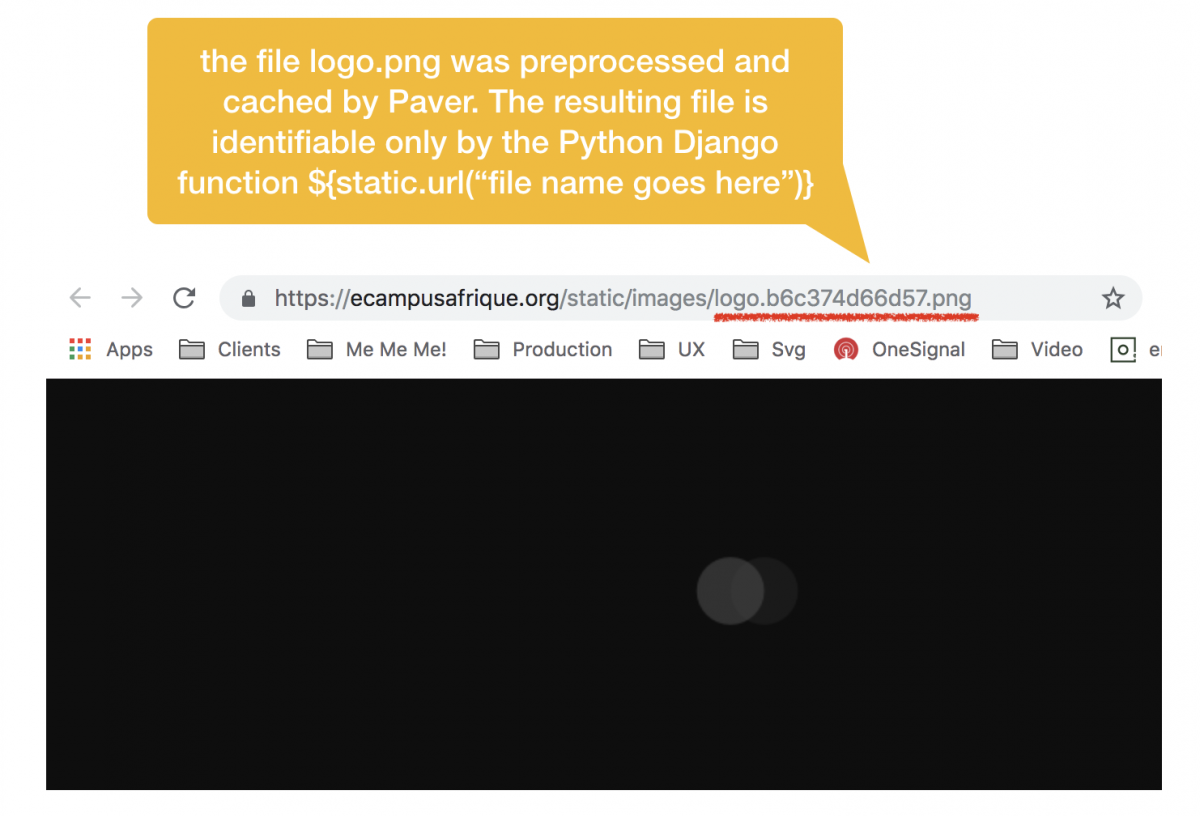 the file logo.png was preprocessed and
cached by Paver. The resulting file is
identifiable only by the Python Django
function ${static.url(“file name goes here”)}
https://ecampusafrique.org/static/images/logo.b6c374d66d57.png
Apps Clients Me Me Me! Production UX Svg OneSignal Video